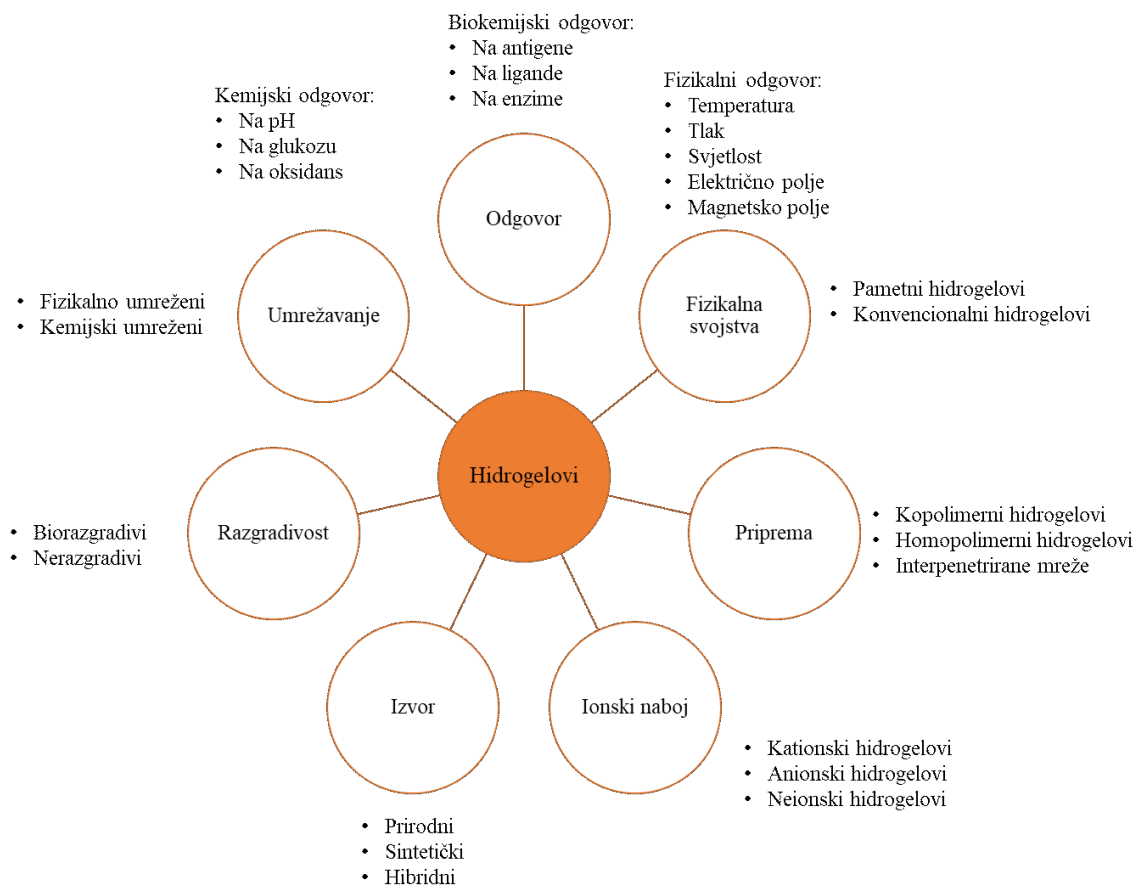 Biokemijski odgovor:
• Na antigene
• Na ligande
• Na enzime
Kemijski odgovor:
• Na pH
• Na glukozu
• Na oksidans
Fizikalni odgovor:
• Temperatura
• Tlak
• Svjetlost
• Električno polje
• Magnetsko polje
Odgovor
Umrežavanje
• Fizikalno umreženi
• Kemijski umreženi
Fizikalna
svojstva
• Pametni hidrogelovi
• Konvencionalni hidrogelovi
Hidrogelovi
Razgradivost
• Biorazgradivi
• Nerazgradivi
Priprema
• Kopolimerni hidrogelovi
• Homopolimerni hidrogelovi
• Interpenetrirane mreže
Izvor
• Prirodni
• Sintetički
• Hibridni
Ionski naboj
• Kationski hidrogelovi
• Anionski hidrogelovi
• Neionski hidrogelovi